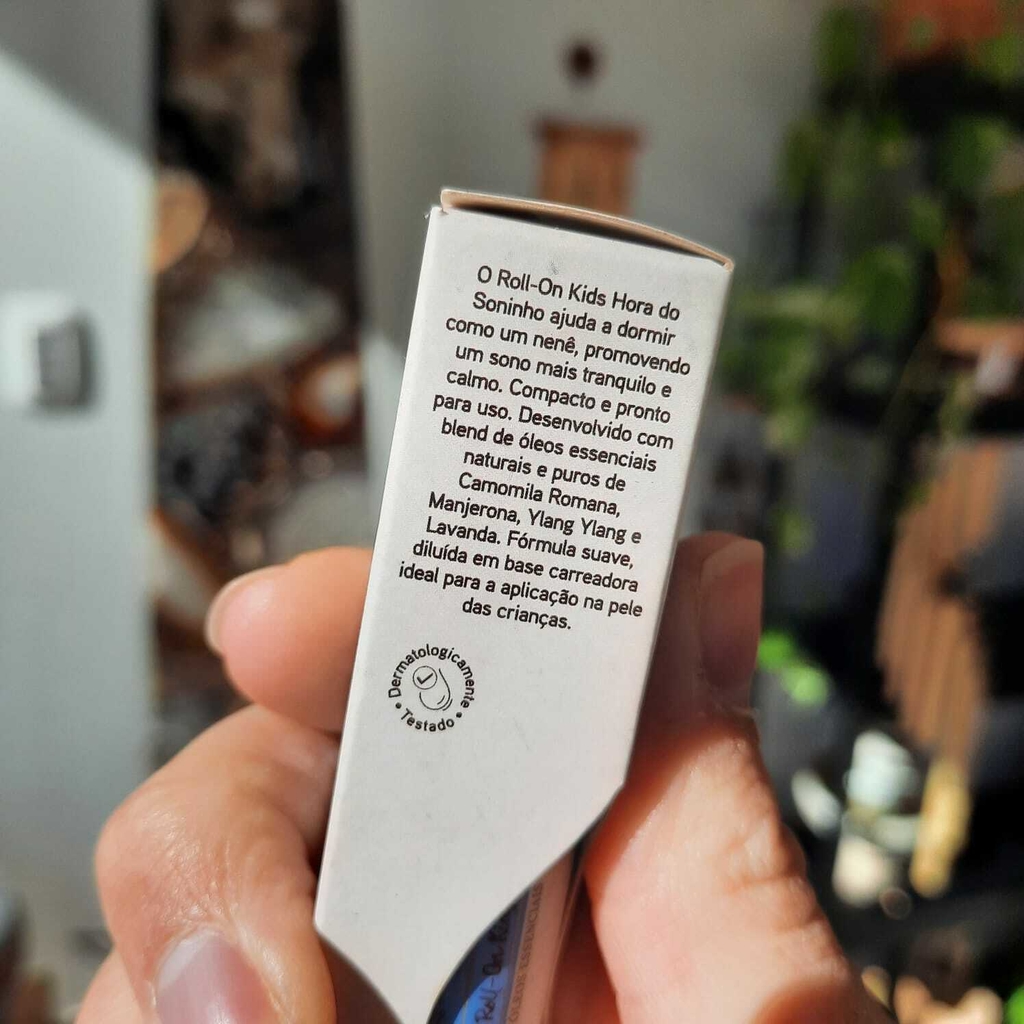 O Roll-On Kids Hora do
Soninho ajuda a dormir
como um nenê, promovendo
um sono mais tranquilo e
calmo. Compacto e pronto
para uso. Desenvolvido com
blend de óleos essenciais
naturais e puros de
Camomila Romana,
Manjerona, Ylang Ylang e
Lavanda. Fórmula suave,
diluída em base carreadora
ideal para a aplicação na pele
das crianças.
Dermatologicamente
• Testado •
Roll-On